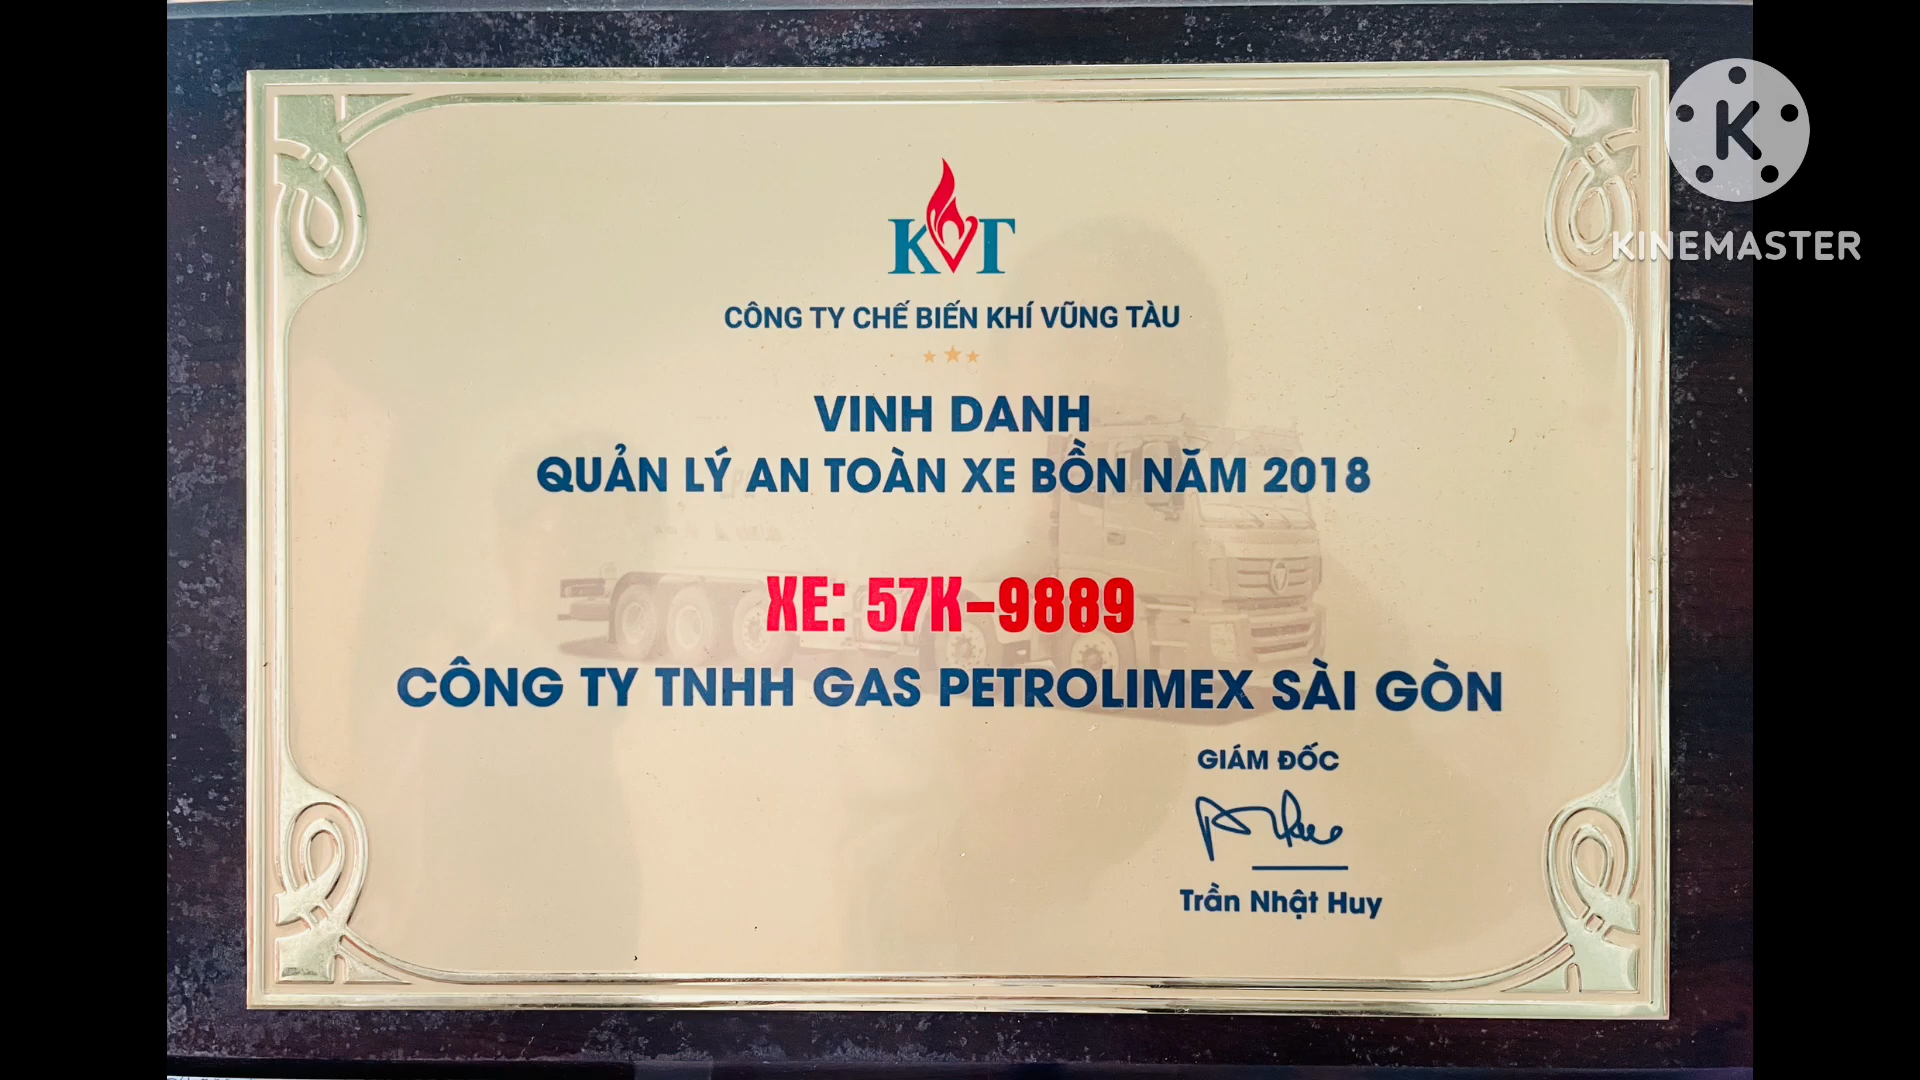 KVT
CÔNG TY CHẾ BIẾN KHÍ VŨNG TÀU
VINH DANH
QUẢN LÝ AN TOÀN XE BỒN NĂM 2018
XE: 57K-9889
CÔNG TY TNHH GAS PETROLIMEX SÀI GÒN
GIÁM ĐỐC
Trần Nhật Huy
K
KINEMASTER